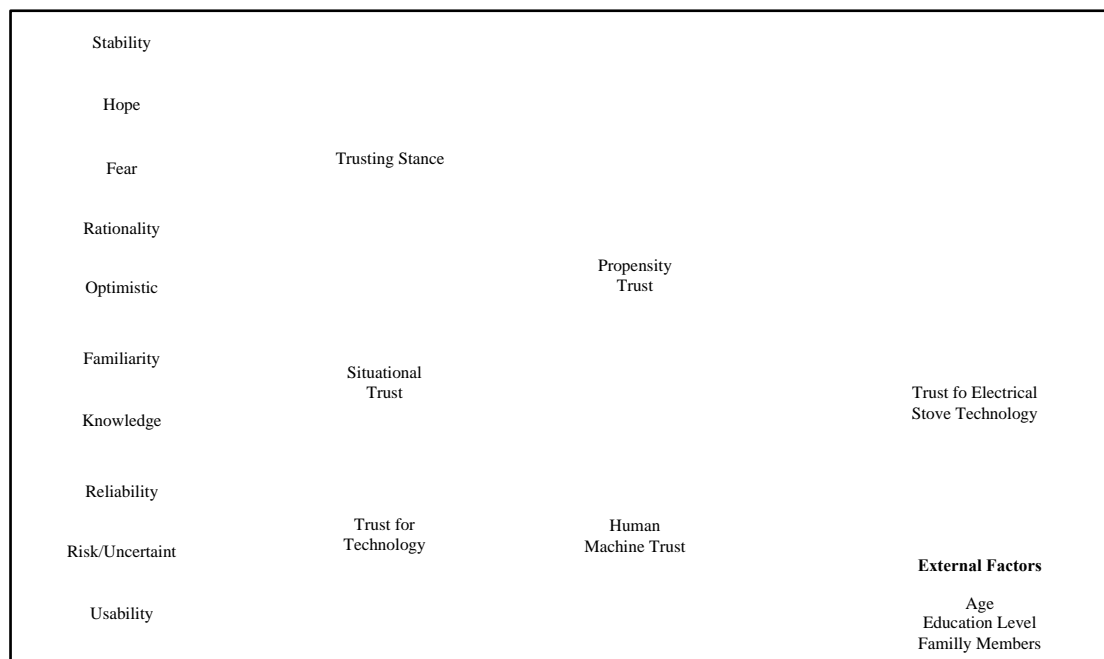 Stability
Hope
Fear
Rationality
Optimistic
Familiarity
Knowledge
Reliability
Risk/Uncertaint
Usability
Trusting Stance
Situational
Trust
Trust for
Technology
Propensity
Trust
Human
Machine Trust
Trust fo Electrical
Stove Technology
External Factors
Age
Education Level
Familly Members